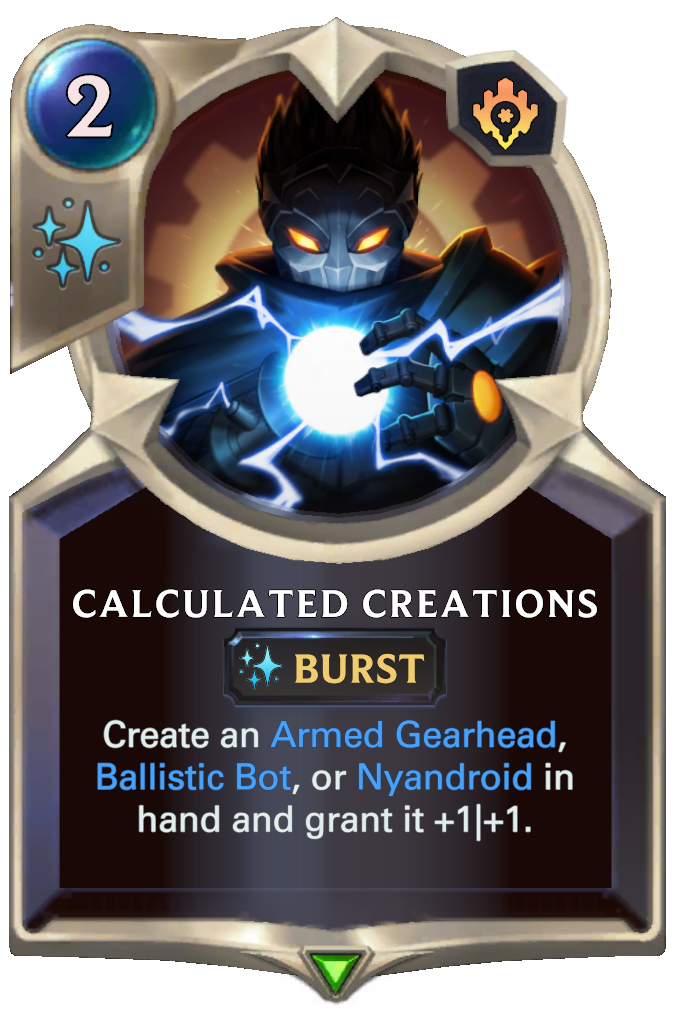 2
CALCULATED CREATIONS
BURST
Create an Armed Gearhead,
Ballistic Bot, or Nyandroid in
hand and grant it +1|+1.